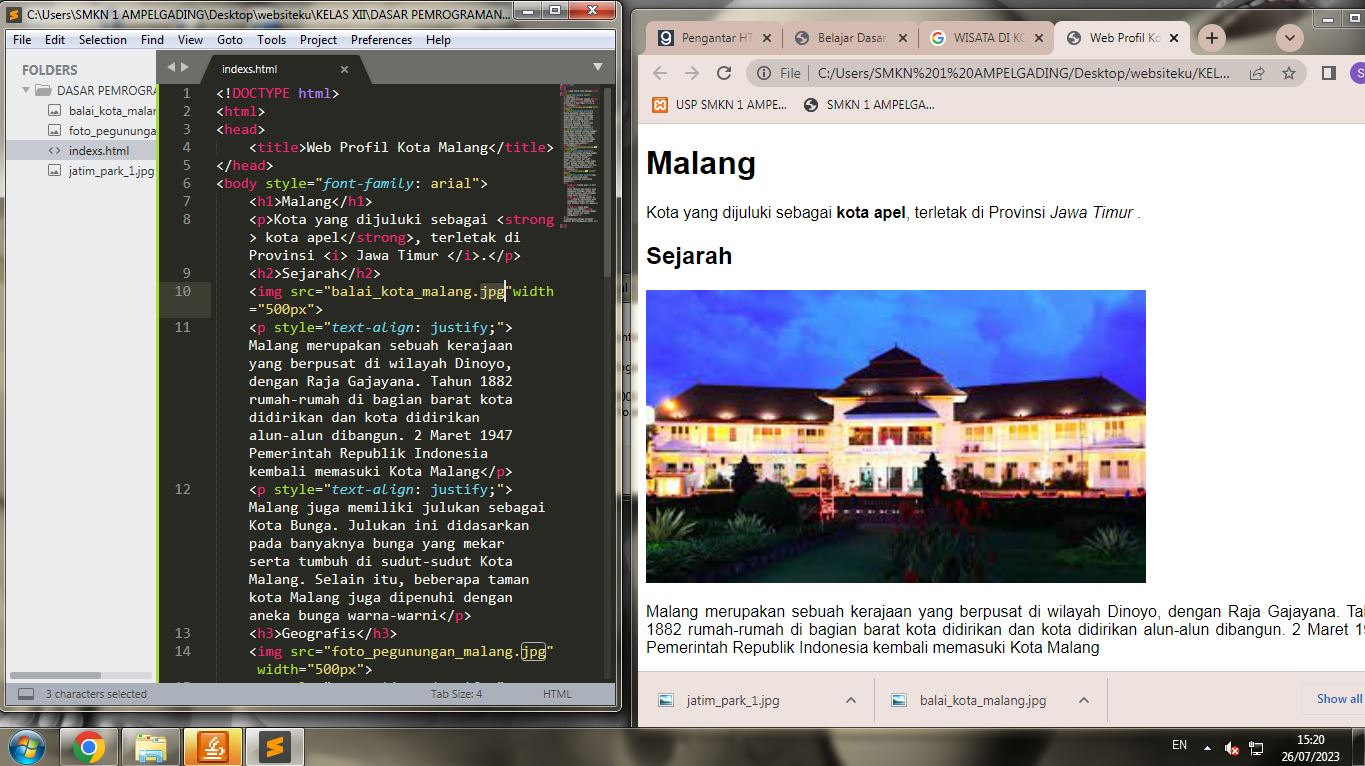 C:\Users\SMKN 1 AMPELGADING\Desktop\websiteku\KELAS XII\DASAR PEMROGRAMAN...
File Edit Selection Find View Goto Tools Project Preferences Help
FOLDERS
DASAR PEMROGRA
balai_kota_malan
foto_pegununga
indexs.html
jatim_park_1.jpg
indexs.html
1 <!DOCTYPE html>
2 <html>
3 <head>
4 <title>Web Profil Kota Malang</title>
5 </head>
6 <body style="font-family: arial">
7 <h1>Malang</h1>
8 <p>Kota yang dijuluki sebagai <strong
> kota apel</strong>, terletak di
Provinsi <i> Jawa Timur </i>.</p>
9 <h2>Sejarah</h2>
10 <img src="balai_kota_malang.jpg"width
="500px">
11 <p style="text-align: justify;">
Malang merupakan sebuah kerajaan
yang berpusat di wilayah Dinoyo,
dengan Raja Gajayana. Tahun 1882
rumah-rumah di bagian barat kota
didirikan dan kota didirikan
alun-alun dibangun. 2 Maret 1947
Pemerintah Republik Indonesia
kembali memasuki Kota Malang</p>
12 <p style="text-align: justify;">
Malang juga memiliki julukan sebagai
Kota Bunga. Julukan ini didasarkan
pada banyaknya bunga yang mekar
serta tumbuh di sudut-sudut Kota
Malang. Selain itu, beberapa taman
kota Malang juga dipenuhi dengan
aneka bunga warna-warni</p>
13 <h3>Geografis</h3>
14 <img src="foto_pegunungan_malang.jpg"
width="500px">
3 characters selected Tab Size: 4 HTML
Pengantar HT Belajar Dasar WISATA DI KO Web Profil Ko
File C:/Users/SMKN%201%20AMPELGADING/Desktop/websiteku/KEL...
USP SMKN 1 AMPE... SMKN 1 AMPELGA...
Malang
Kota yang dijuluki sebagai kota apel, terletak di Provinsi Jawa Timur .
Sejarah
Malang merupakan sebuah kerajaan yang berpusat di wilayah Dinoyo, dengan Raja Gajayana. Tah
1882 rumah-rumah di bagian barat kota didirikan dan kota didirikan alun-alun dibangun. 2 Maret 19
Pemerintah Republik Indonesia kembali memasuki Kota Malang
jatim_park_1.jpg balai_kota_malang.jpg Show all
EN 15:20
26/07/2023